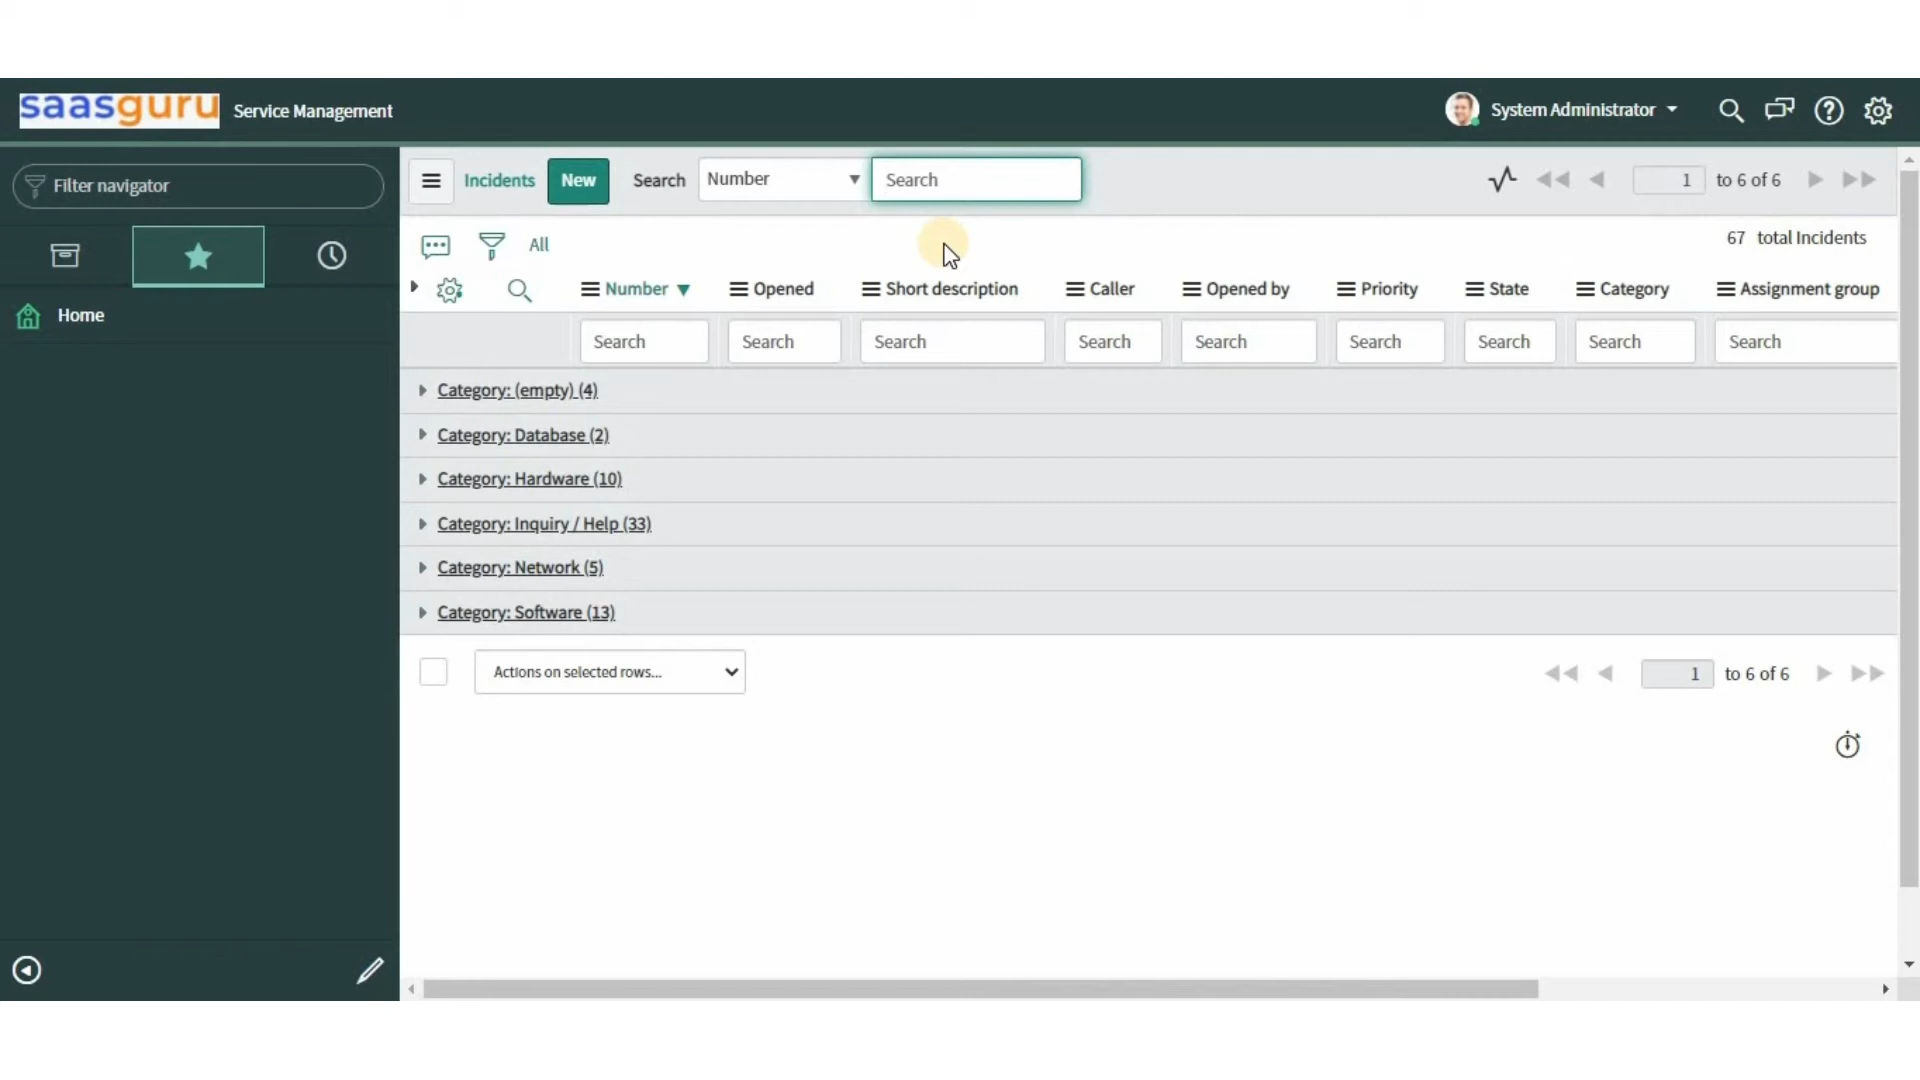 saasguru Service Management
System Administrator
Filter navigator
Home
Incidents New Search Number Search
1 to 6 of 6
All
67 total Incidents
Number Opened Short description Caller Opened by Priority State Category Assignment group
Search Search Search Search Search Search Search Search Search
Category: (empty) (4)
Category: Database (2)
Category: Hardware (10)
Category: Inquiry / Help (33)
Category: Network (5)
Category: Software (13)
Actions on selected rows...
1 to 6 of 6